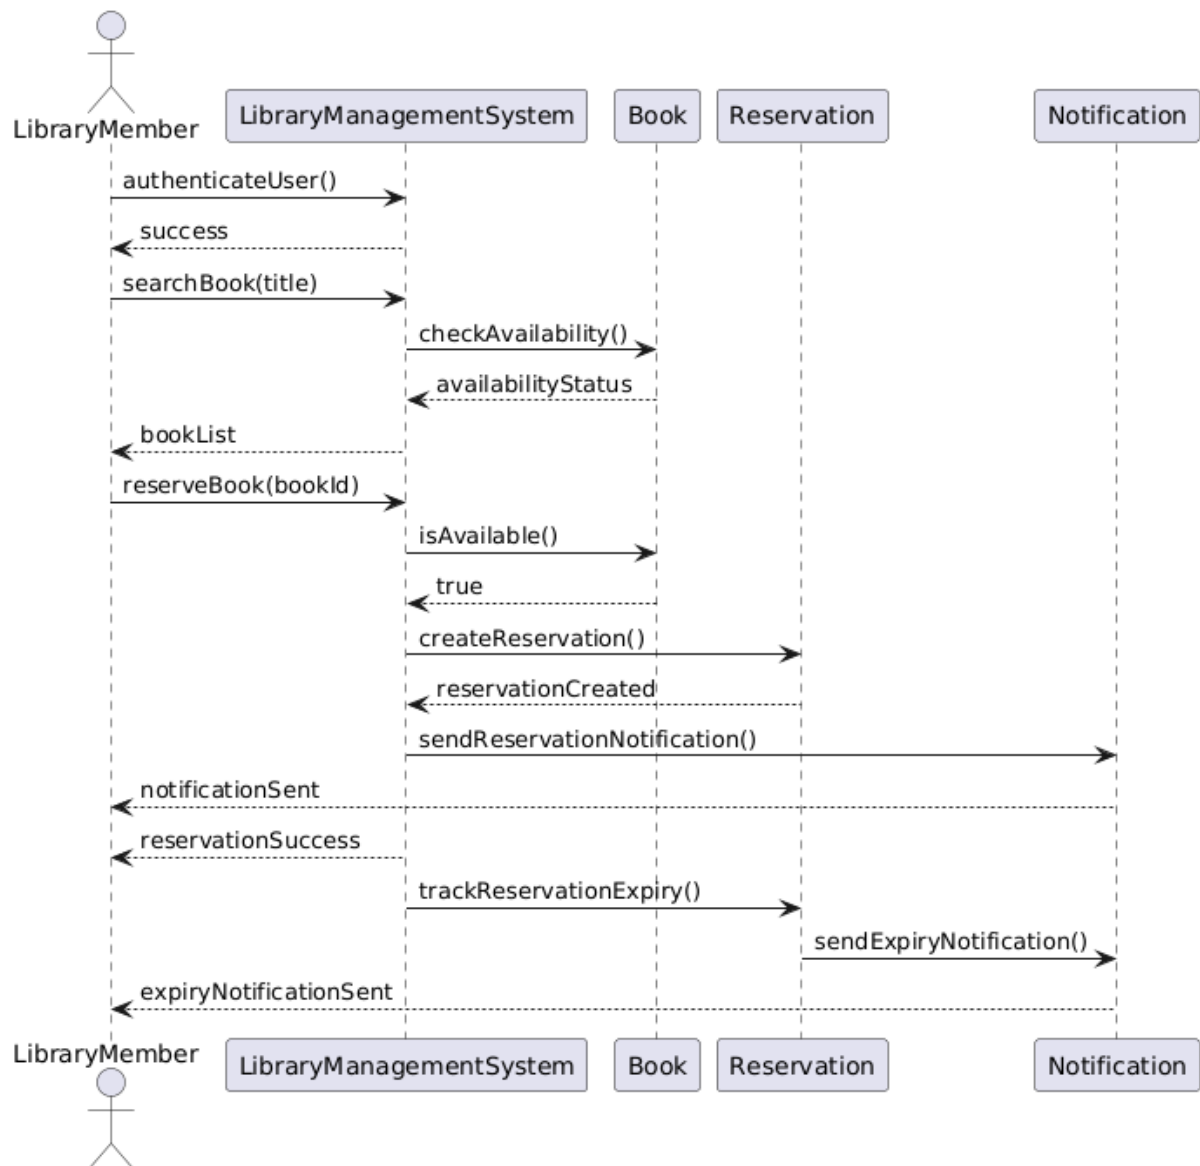 LibraryMember
LibraryManagementSystem
Book
Reservation
Notification
authenticateUser()
success
searchBook(title)
checkAvailability()
availabilityStatus
bookList
reserveBook(bookId)
isAvailable()
true
createReservation()
reservationCreated
sendReservationNotification()
notificationSent
reservationSuccess
trackReservationExpiry()
sendExpiryNotification()
expiryNotificationSent
LibraryMember
LibraryManagementSystem
Book
Reservation
Notification